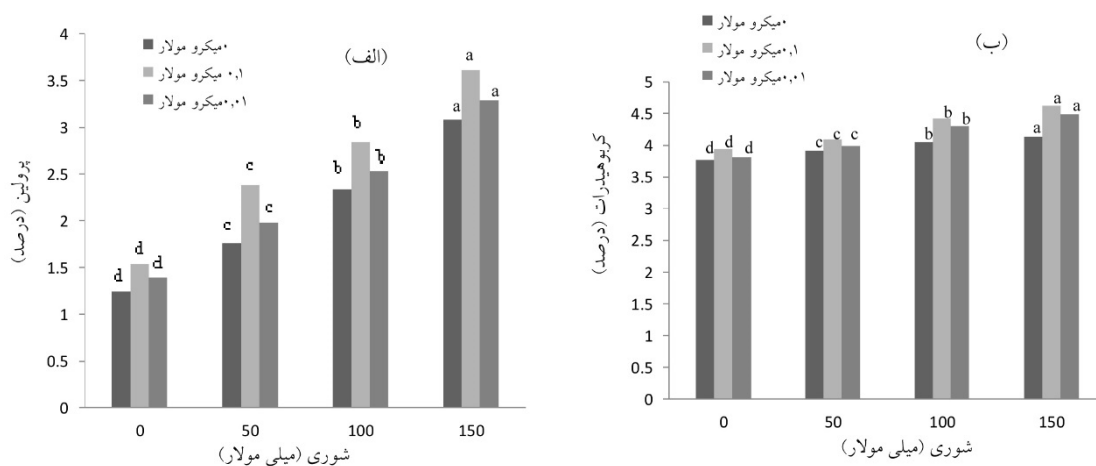 (الف)
۰میکرو مولار
۰,۱ میکرو مولار
۰,۰۱میکرو مولار
پرولین (درصد)
4
3.5
3
2.5
2
1.5
1
0.5
0
d d d
c c c
b b b
a a a
0 50 100 150
شوری (میلی مولار)
(ب)
۰میکرو مولار
۰,۱میکرو مولار
۰,۰۱میکرو مولار
کربوهیدرات (درصد)
5
4.5
4
3.5
3
2.5
2
1.5
1
0.5
0
d d d
c c c
b b b
a a a
0 50 100 150
شوری (میلی مولار)